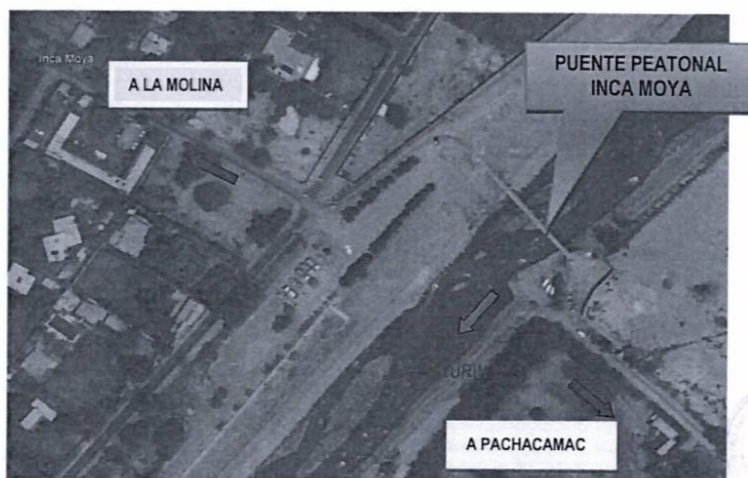 Inca Moya
A LA MOLINA
PUENTE PEATONAL
INCA MOYA
A PACHACAMAC